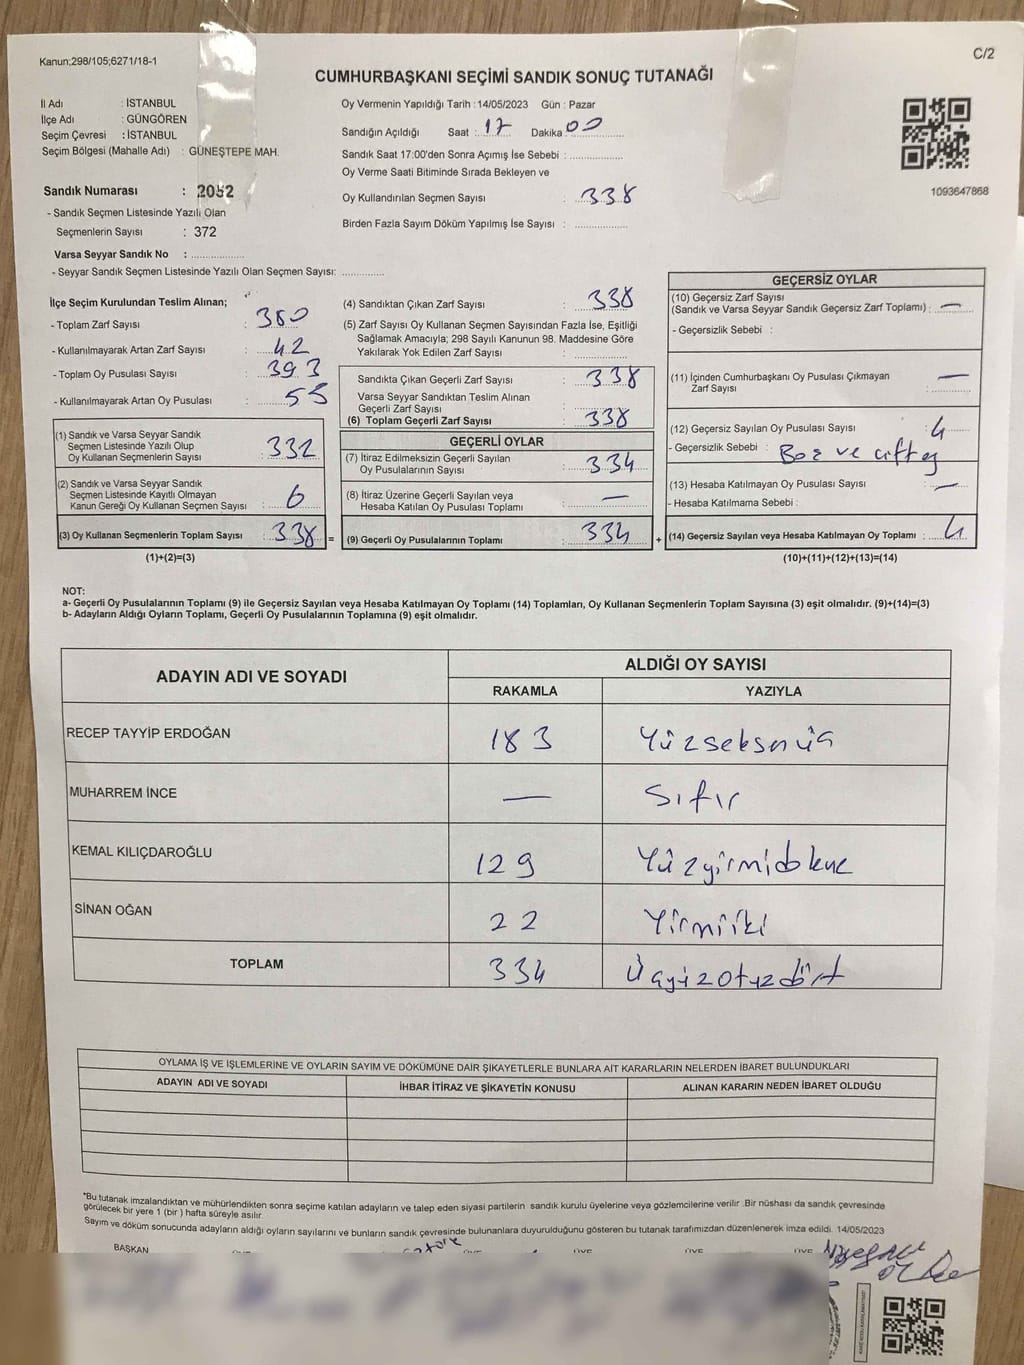 Kanun;298/105;6271/18-1
C/2
CUMHURBAŞKANI SEÇİMİ SANDIK SONUÇ TUTANAĞI
İl Adı : İSTANBUL
İlçe Adı : GÜNGÖREN
Seçim Çevresi : İSTANBUL
Seçim Bölgesi (Mahalle Adı) : GÜNEŞTEPE MAH.
Sandık Numarası : 2052
- Sandık Seçmen Listesinde Yazılı Olan
Seçmenlerin Sayısı : 372
Varsa Seyyar Sandık No :
- Seyyar Sandık Seçmen Listesinde Yazılı Olan Seçmen Sayısı:
Oy Vermenin Yapıldığı Tarih : 14/05/2023 Gün : Pazar
Sandığın Açıldığı Saat : 17 Dakika : 00
Sandık Saat 17:00'den Sonra Açımış İse Sebebi :
Oy Verme Saati Bitiminde Sırada Bekleyen ve
Oy Kullandırılan Seçmen Sayısı : 338
Birden Fazla Sayım Döküm Yapılmış İse Sayısı :
1093647868
İlçe Seçim Kurulundan Teslim Alınan;
- Toplam Zarf Sayısı : 380
- Kullanılmayarak Artan Zarf Sayısı : 42
- Toplam Oy Pusulası Sayısı : 393
- Kullanılmayarak Artan Oy Pusulası : 55
(1) Sandık ve Varsa Seyyar Sandık
Seçmen Listesinde Yazılı Olup
Oy Kullanan Seçmenlerin Sayısı : 332
(2) Sandık ve Varsa Seyyar Sandık
Seçmen Listesinde Kayıtlı Olmayan
Kanun Gereği Oy Kullanan Seçmen Sayısı : 6
(3) Oy Kullanan Seçmenlerin Toplam Sayısı : 338 =
(1)+(2)=(3)
(4) Sandıktan Çıkan Zarf Sayısı : 338
(5) Zarf Sayısı Oy Kullanan Seçmen Sayısından Fazla İse, Eşitliği
Sağlamak Amacıyla; 298 Sayılı Kanunun 98. Maddesine Göre
Yakılarak Yok Edilen Zarf Sayısı :
Sandıkta Çıkan Geçerli Zarf Sayısı : 338
Varsa Seyyar Sandıktan Teslim Alınan
Geçerli Zarf Sayısı :
(6) Toplam Geçerli Zarf Sayısı : 338
GEÇERLİ OYLAR
(7) İtiraz Edilmeksizin Geçerli Sayılan
Oy Pusulalarının Sayısı : 334
(8) İtiraz Üzerine Geçerli Sayılan veya
Hesaba Katılan Oy Pusulası Toplamı : —
(9) Geçerli Oy Pusulalarının Toplamı : 334 +
GEÇERSİZ OYLAR
(10) Geçersiz Zarf Sayısı
(Sandık ve Varsa Seyyar Sandık Geçersiz Zarf Toplamı) : —
- Geçersizlik Sebebi :
(11) İçinden Cumhurbaşkanı Oy Pusulası Çıkmayan
Zarf Sayısı : —
(12) Geçersiz Sayılan Oy Pusulası Sayısı : 4
- Geçersizlik Sebebi : Boş ve çift oy
(13) Hesaba Katılmayan Oy Pusulası Sayısı : —
- Hesaba Katılmama Sebebi :
(14) Geçersiz Sayılan veya Hesaba Katılmayan Oy Toplamı : 4
(10)+(11)+(12)+(13)=(14)
NOT:
a- Geçerli Oy Pusulalarının Toplamı (9) ile Geçersiz Sayılan veya Hesaba Katılmayan Oy Toplamı (14) Toplamları, Oy Kullanan Seçmenlerin Toplam Sayısına (3) eşit olmalıdır. (9)+(14)=(3)
b- Adayların Aldığı Oyların Toplamı, Geçerli Oy Pusulalarının Toplamına (9) eşit olmalıdır.
ADAYIN ADI VE SOYADI
ALDIĞI OY SAYISI
RAKAMLA YAZIYLA
RECEP TAYYİP ERDOĞAN 183 Yüzseksenüç
MUHARREM İNCE — Sıfır
KEMAL KILIÇDAROĞLU 129 Yüzyirmidokuz
SİNAN OĞAN 22 Yirmiiki
TOPLAM 334 Üçyüzotuzdört
OYLAMA İŞ VE İŞLEMLERİNE VE OYLARIN SAYIM VE DÖKÜMÜNE DAİR ŞİKAYETLERLE BUNLARA AİT KARARLARIN NELERDEN İBARET BULUNDUKLARI
ADAYIN ADI VE SOYADI İHBAR İTİRAZ VE ŞİKAYETİN KONUSU ALINAN KARARIN NEDEN İBARET OLDUĞU
*Bu tutanak imzalandıktan ve mühürlendikten sonra seçime katılan adayların ve talep eden siyasi partilerin sandık kurulu üyelerine veya gözlemcilerine verilir .Bir nüshası da sandık çevresinde
görülecek bir yere 1 (bir ) hafta süreyle asılır.
Sayım ve döküm sonucunda adayların aldığı oyların sayılarını ve bunların sandık çevresinde bulunanlara duyurulduğunu gösteren bu tutanak tarafımızdan düzenlenerek imza edildi. 14/05/2023
BAŞKAN